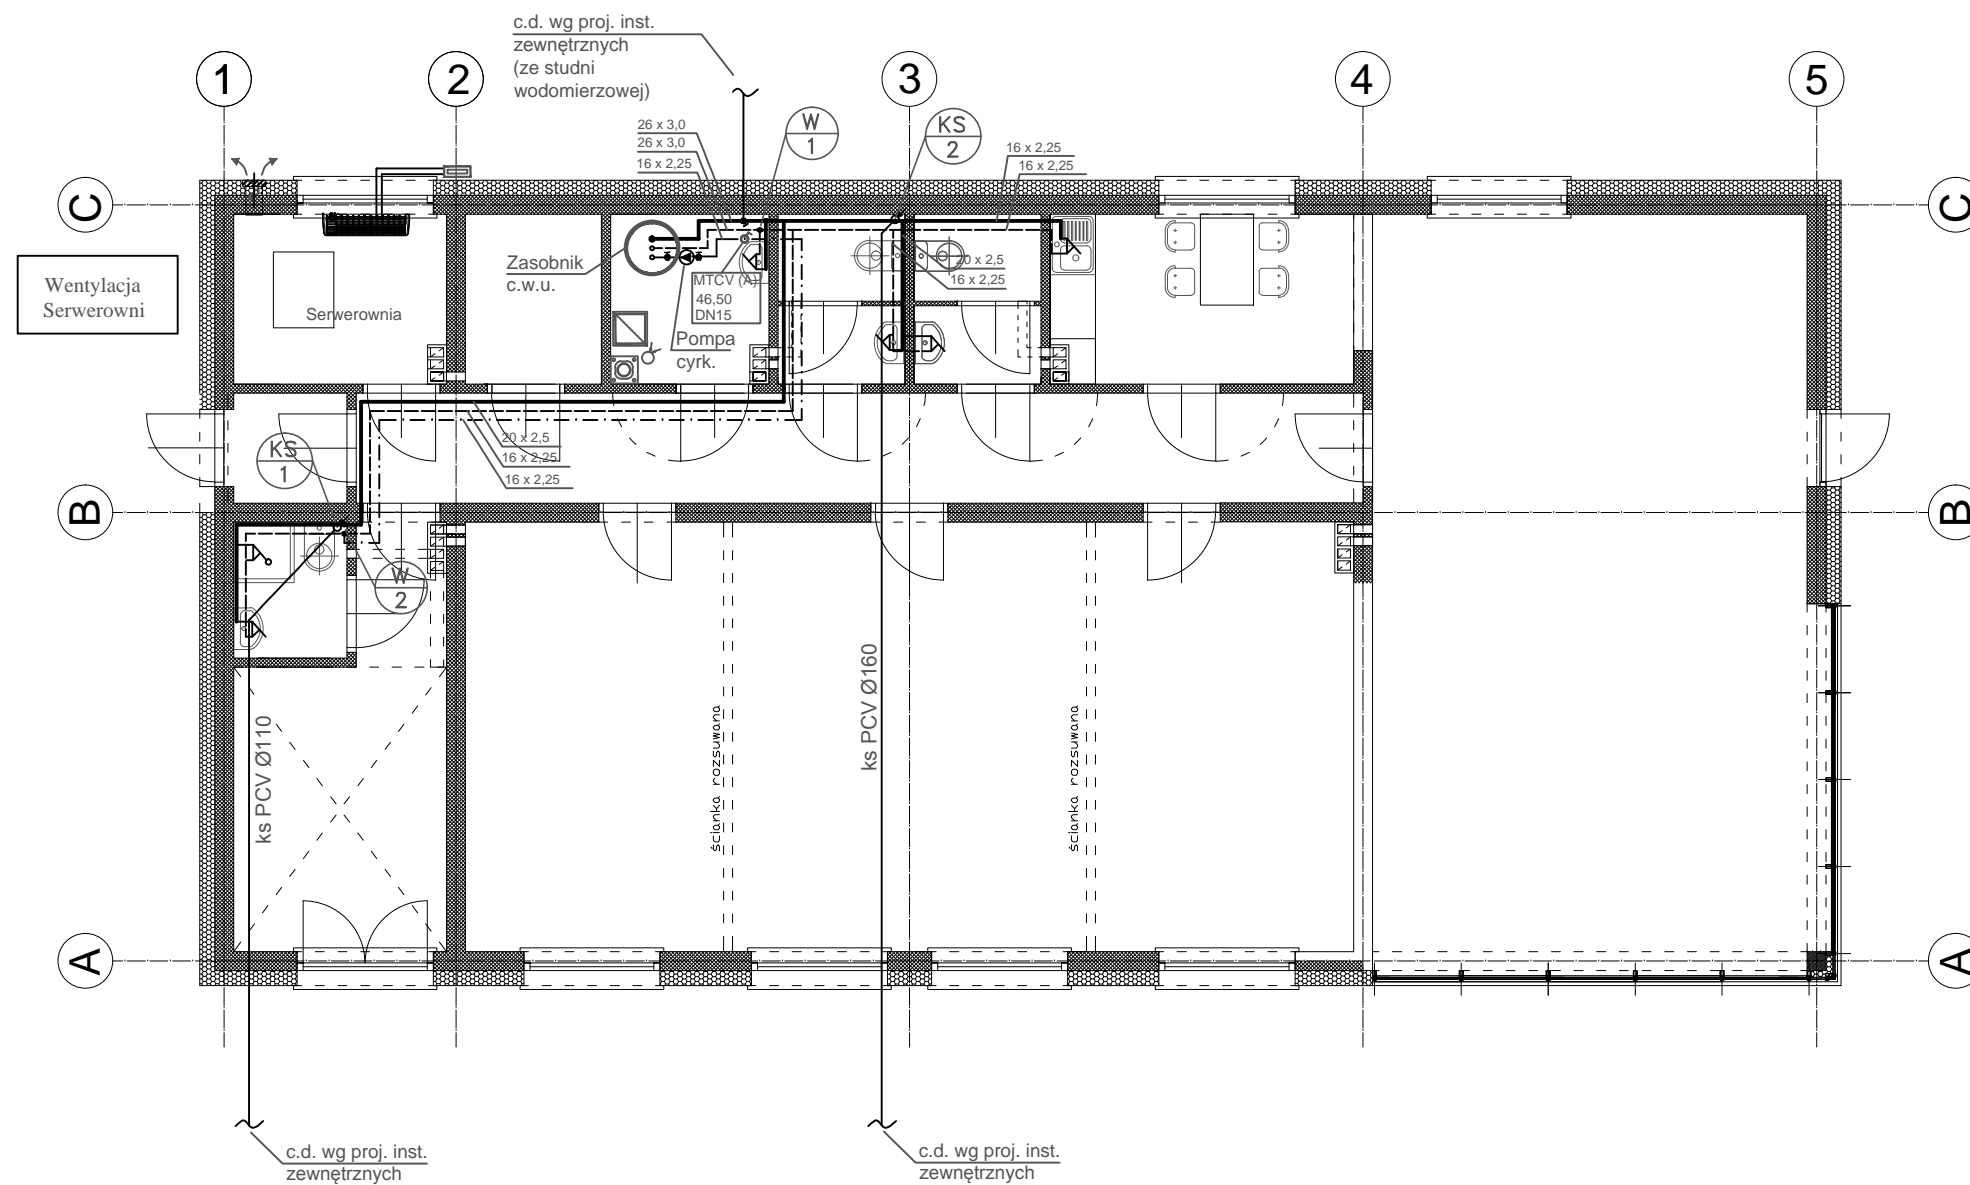 c.d. wg proj. inst.
zewnętrznych
(ze studni
wodomierzowej)
1
2
3
4
5
26 x 3,0
26 x 3,0
16 x 2,25
W
1
KS
2
16 x 2,25
16 x 2,25
C
C
Wentylacja
Serwerowni
Serwerownia
Zasobnik
c.w.u.
MTCV (A)
46,50
DN15
Pompa
cyrk.
20 x 2,5
16 x 2,25
20 x 2,5
16 x 2,25
16 x 2,25
KS
1
B
B
W
2
ks PCV Ø110
ścianka rozsuwana
ks PCV Ø160
ścianka rozsuwana
A
A
c.d. wg proj. inst.
zewnętrznych
c.d. wg proj. inst.
zewnętrznych